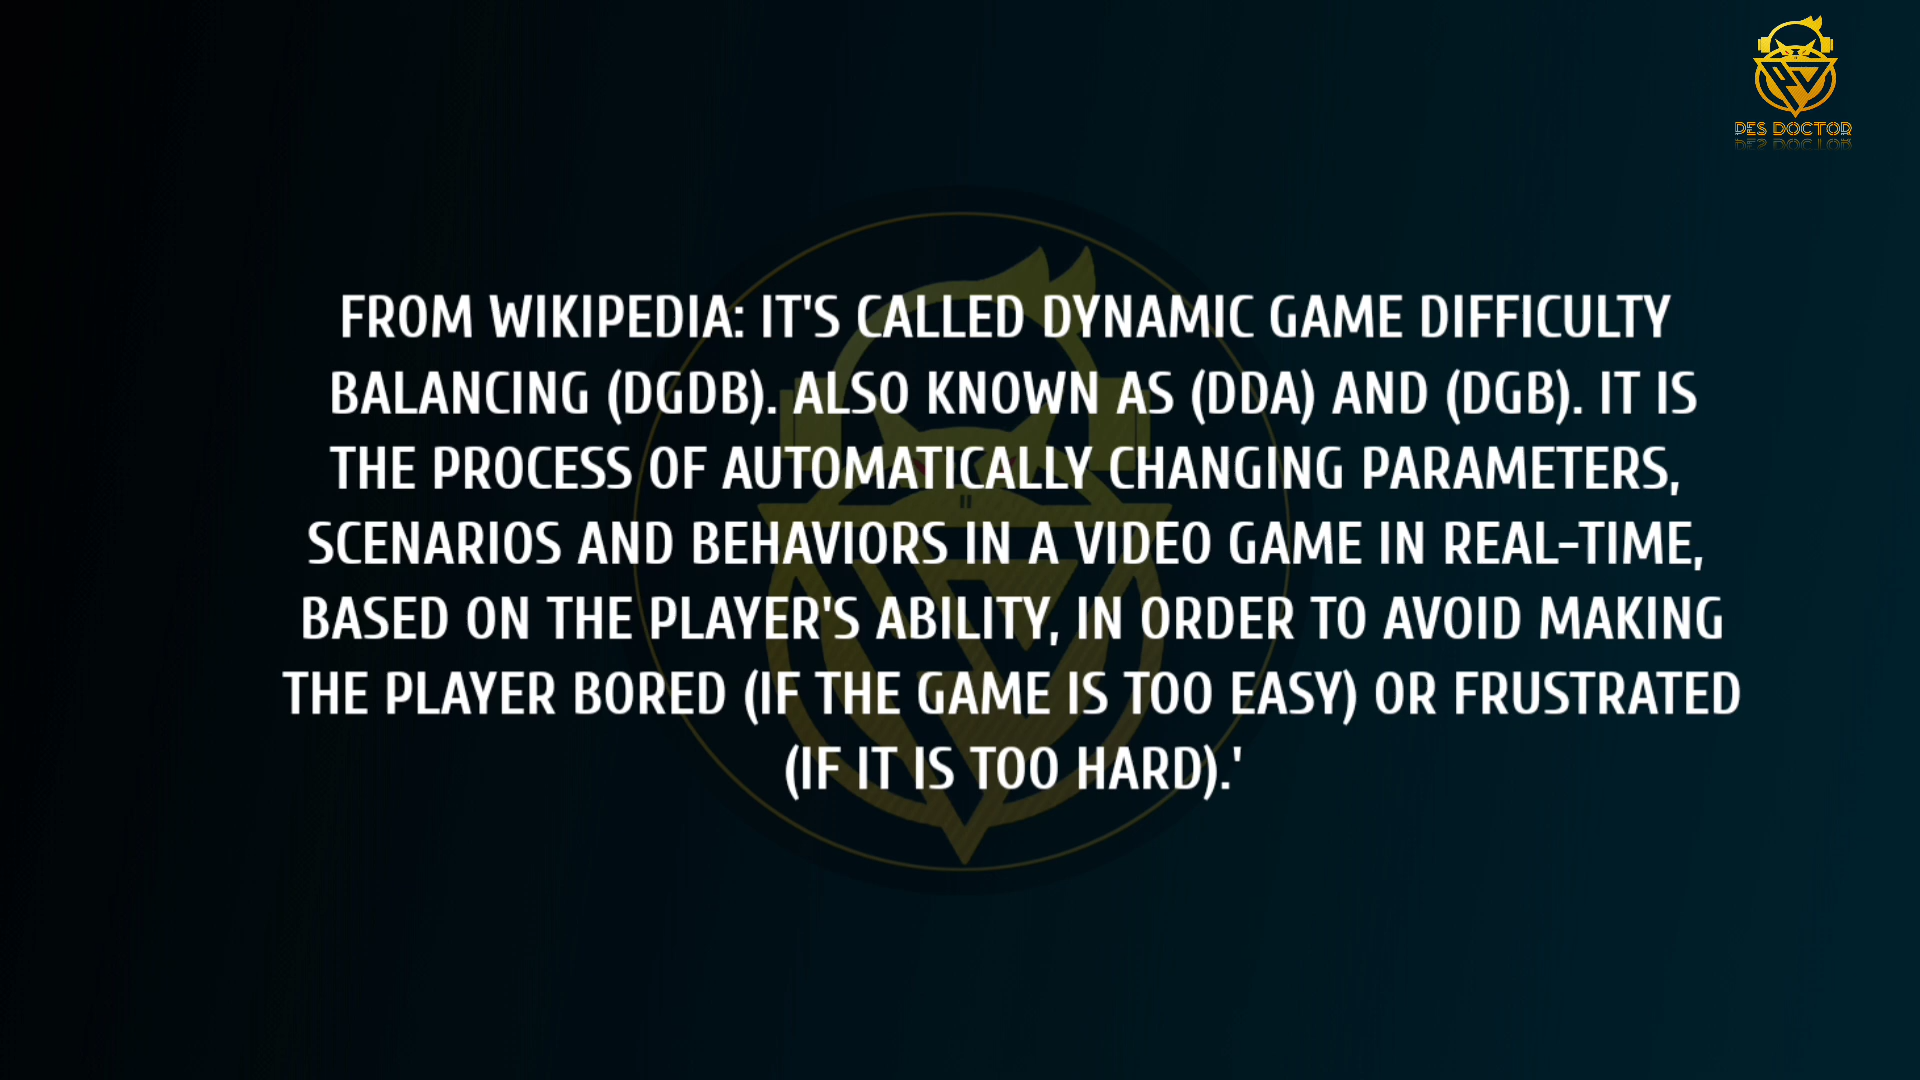 PES DOCTOR
FROM WIKIPEDIA: IT'S CALLED DYNAMIC GAME DIFFICULTY
BALANCING (DGDB). ALSO KNOWN AS (DDA) AND (DGB). IT IS
THE PROCESS OF AUTOMATICALLY CHANGING PARAMETERS,
SCENARIOS AND BEHAVIORS IN A VIDEO GAME IN REAL-TIME,
BASED ON THE PLAYER'S ABILITY, IN ORDER TO AVOID MAKING
THE PLAYER BORED (IF THE GAME IS TOO EASY) OR FRUSTRATED
(IF IT IS TOO HARD).'